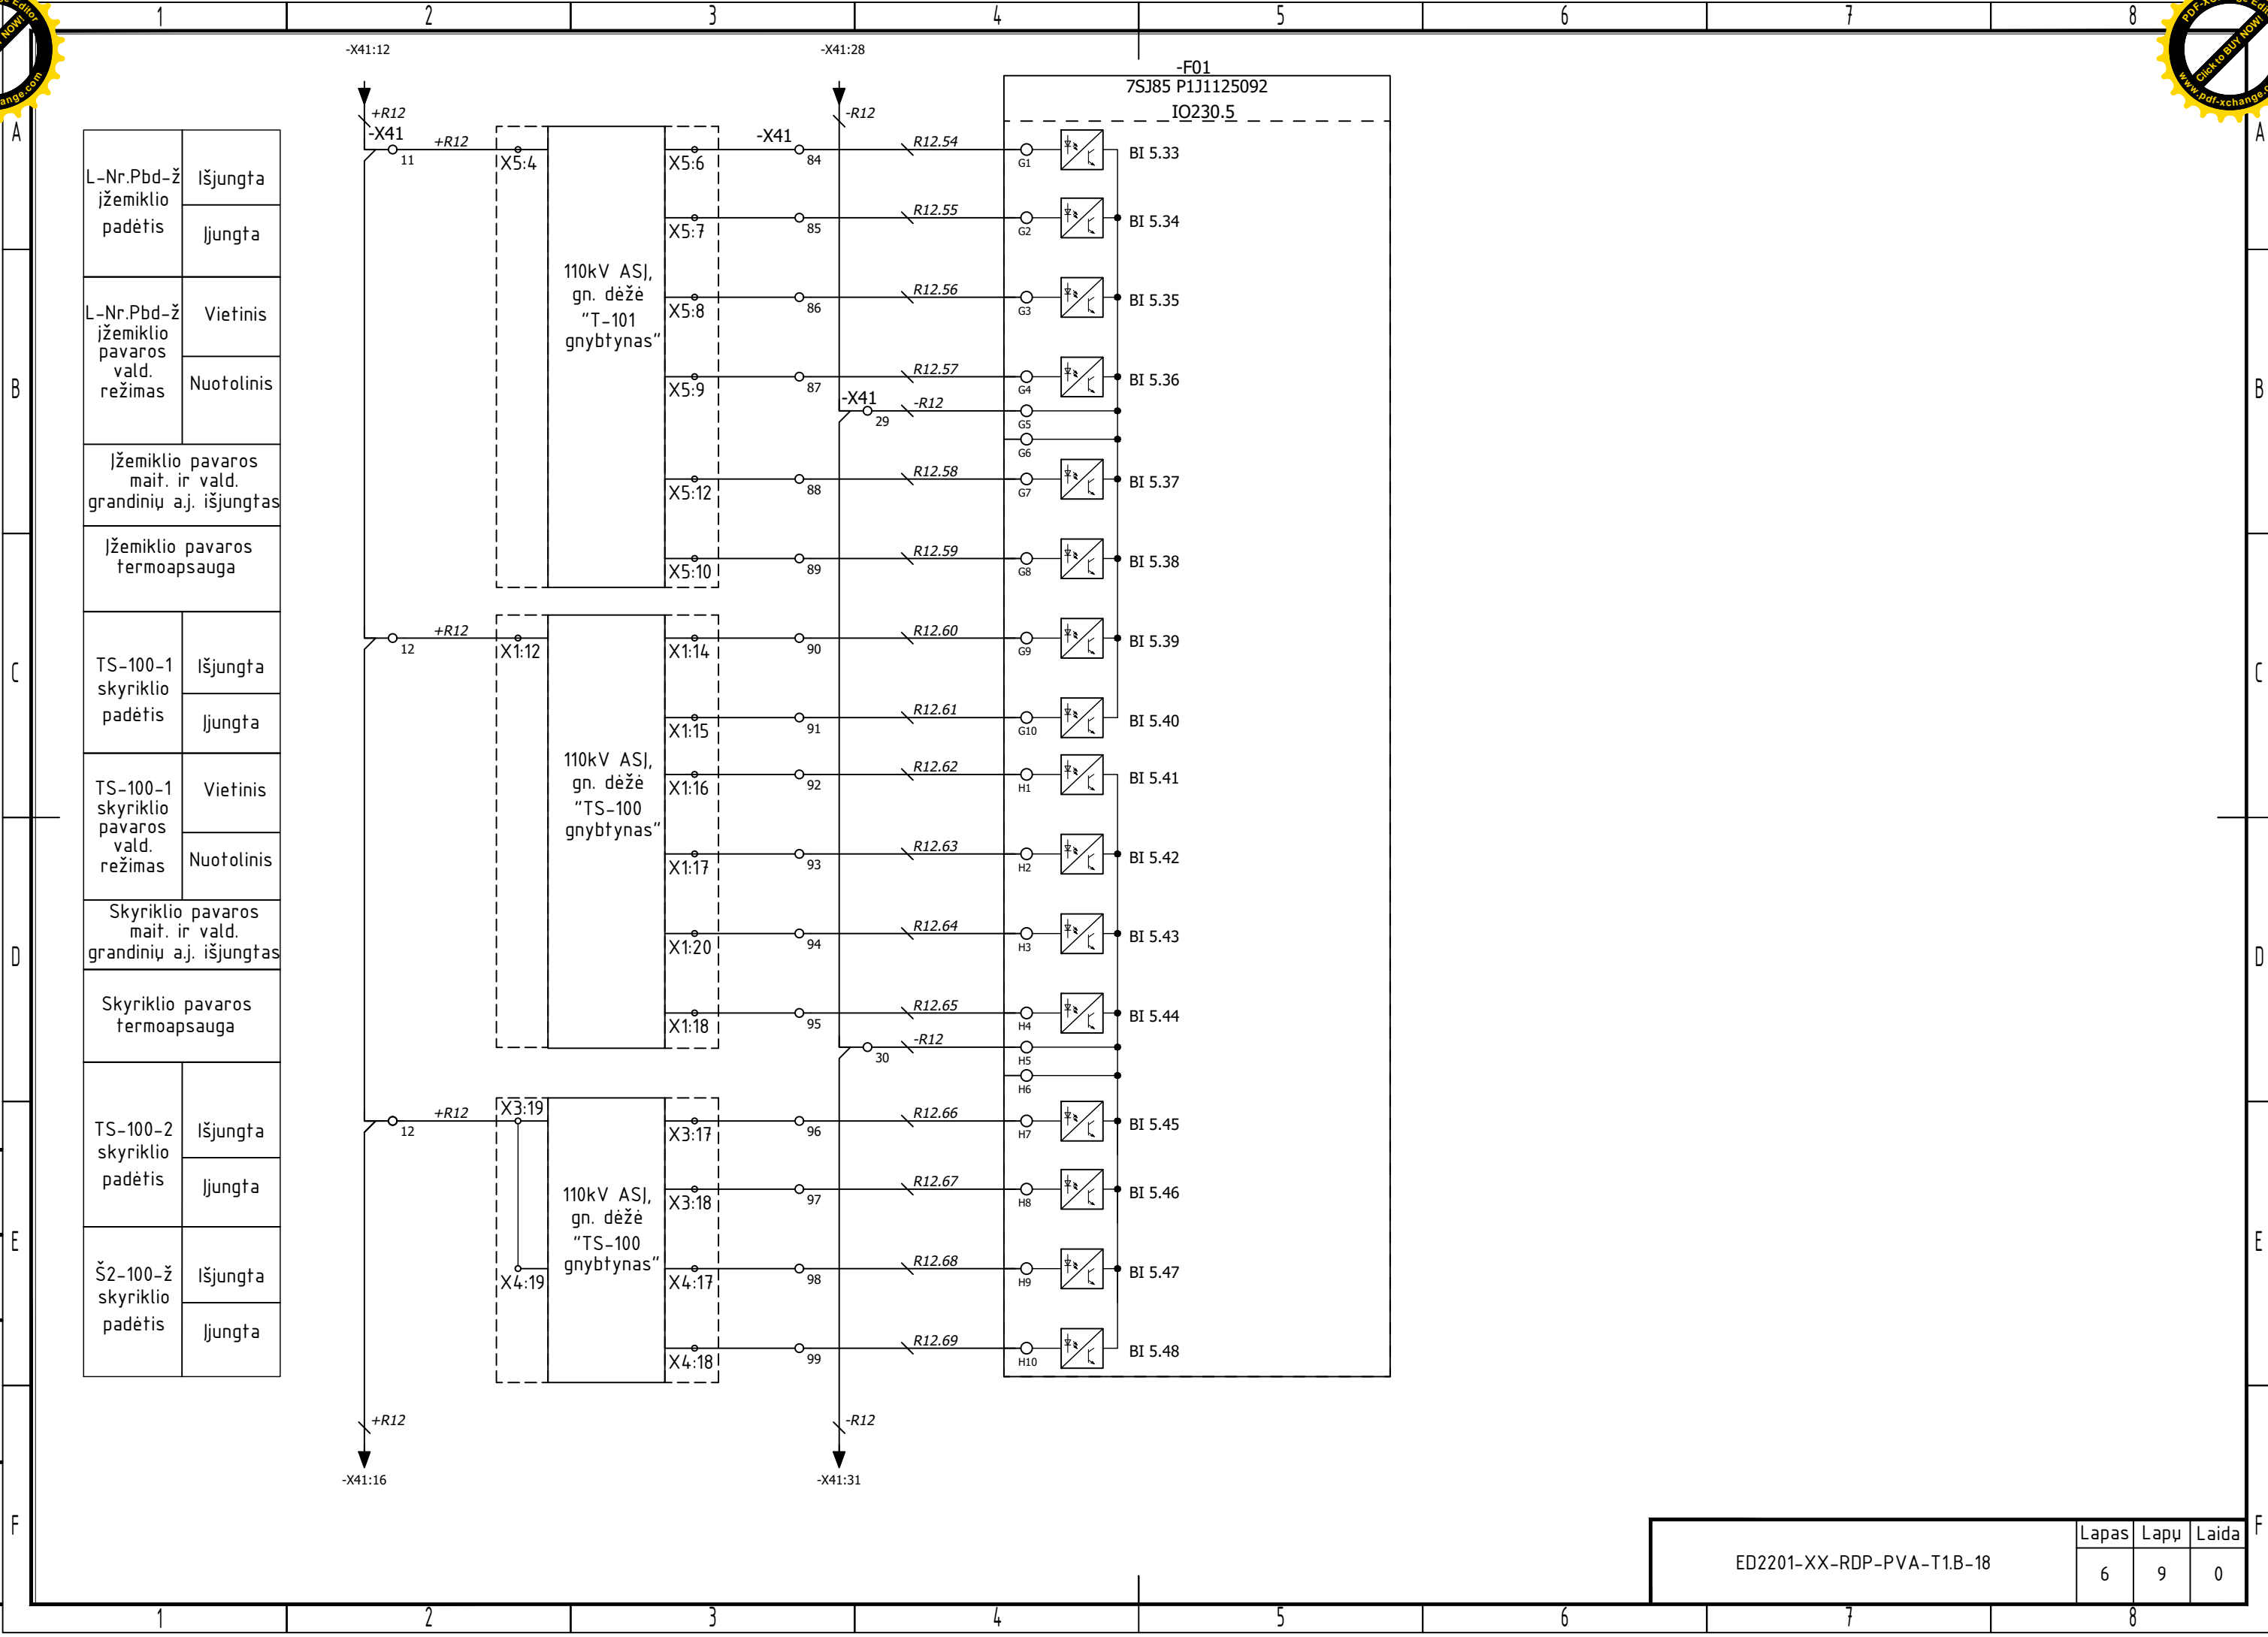 1 2 3 4 5 6 7 8
-X41:12
-X41:28
-F01
7SJ85 P1J1125092
IO230.5
A
B
C
D
E
F
L-Nr.Pbd-ž
įžemiklio
padėtis
Išjungta
Įjungta
L-Nr.Pbd-ž
įžemiklio
pavaros
vald.
režimas
Vietinis
Nuotolinis
Įžemiklio pavaros
mait. ir vald.
grandinių a.j. išjungtas
Įžemiklio pavaros
termoapsauga
TS-100-1
skyriklio
padėtis
Išjungta
Įjungta
TS-100-1
skyriklio
pavaros
vald.
režimas
Vietinis
Nuotolinis
Skyriklio pavaros
mait. ir vald.
grandinių a.j. išjungtas
Skyriklio pavaros
termoapsauga
TS-100-2
skyriklio
padėtis
Išjungta
Įjungta
Š2-100-ž
skyriklio
padėtis
Išjungta
Įjungta
+R12
-X41
11
+R12
X5:4
12
+R12
X1:12
12
+R12
X3:19
X4:19
+R12
-X41:16
110kV ASĮ,
gn. dėžė
"T-101
gnybtynas"
110kV ASĮ,
gn. dėžė
"TS-100
gnybtynas"
110kV ASĮ,
gn. dėžė
"TS-100
gnybtynas"
-R12
-X41
X5:6 84 R12.54 G1 BI 5.33
X5:7 85 R12.55 G2 BI 5.34
X5:8 86 R12.56 G3 BI 5.35
X5:9 87 R12.57 G4 BI 5.36
-X41
29 -R12 G5
G6
X5:12 88 R12.58 G7 BI 5.37
X5:10 89 R12.59 G8 BI 5.38
X1:14 90 R12.60 G9 BI 5.39
X1:15 91 R12.61 G10 BI 5.40
X1:16 92 R12.62 H1 BI 5.41
X1:17 93 R12.63 H2 BI 5.42
X1:20 94 R12.64 H3 BI 5.43
X1:18 95 R12.65 H4 BI 5.44
30 -R12 H5
H6
X3:17 96 R12.66 H7 BI 5.45
X3:18 97 R12.67 H8 BI 5.46
X4:17 98 R12.68 H9 BI 5.47
X4:18 99 R12.69 H10 BI 5.48
-R12
-X41:31
A
B
C
D
E
F
ED2201-XX-RDP-PVA-T1.B-18
Lapas Lapų Laida
6 9 0
1 2 3 4 5 6 7 8
Click to BUY NOW!
www.pdf-xchange.c